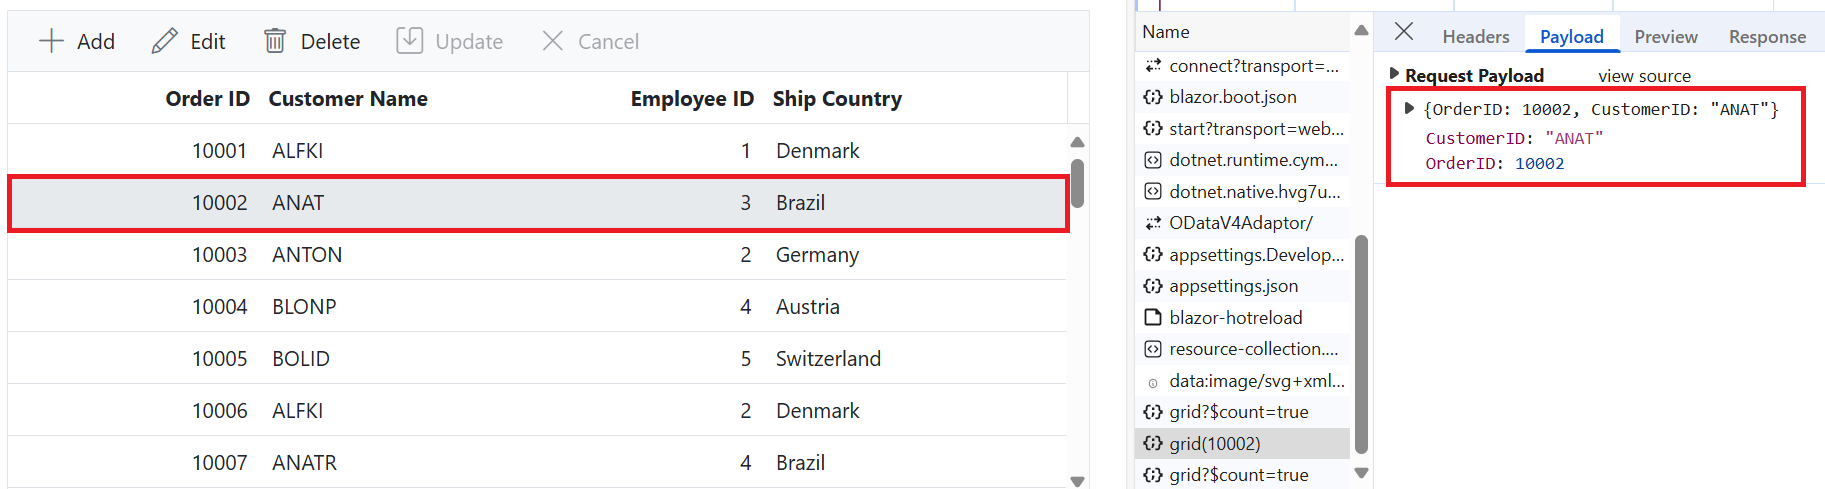 Add Edit Delete Update Cancel
Order ID Customer Name Employee ID Ship Country
10001 ALFKI 1 Denmark
10002 ANAT 3 Brazil
10003 ANTON 2 Germany
10004 BLONP 4 Austria
10005 BOLID 5 Switzerland
10006 ALFKI 2 Denmark
10007 ANATR 4 Brazil
Name
connect?transport=...
blazor.boot.json
start?transport=web...
dotnet.runtime.cym...
dotnet.native.hvg7u...
ODataV4Adaptor/
appsettings.Develop...
appsettings.json
blazor-hotreload
resource-collection....
data:image/svg+xml...
grid?$count=true
grid(10002)
grid?$count=true
Headers Payload Preview Response
Request Payload view source
{OrderID: 10002, CustomerID: "ANAT"}
CustomerID: "ANAT"
OrderID: 10002